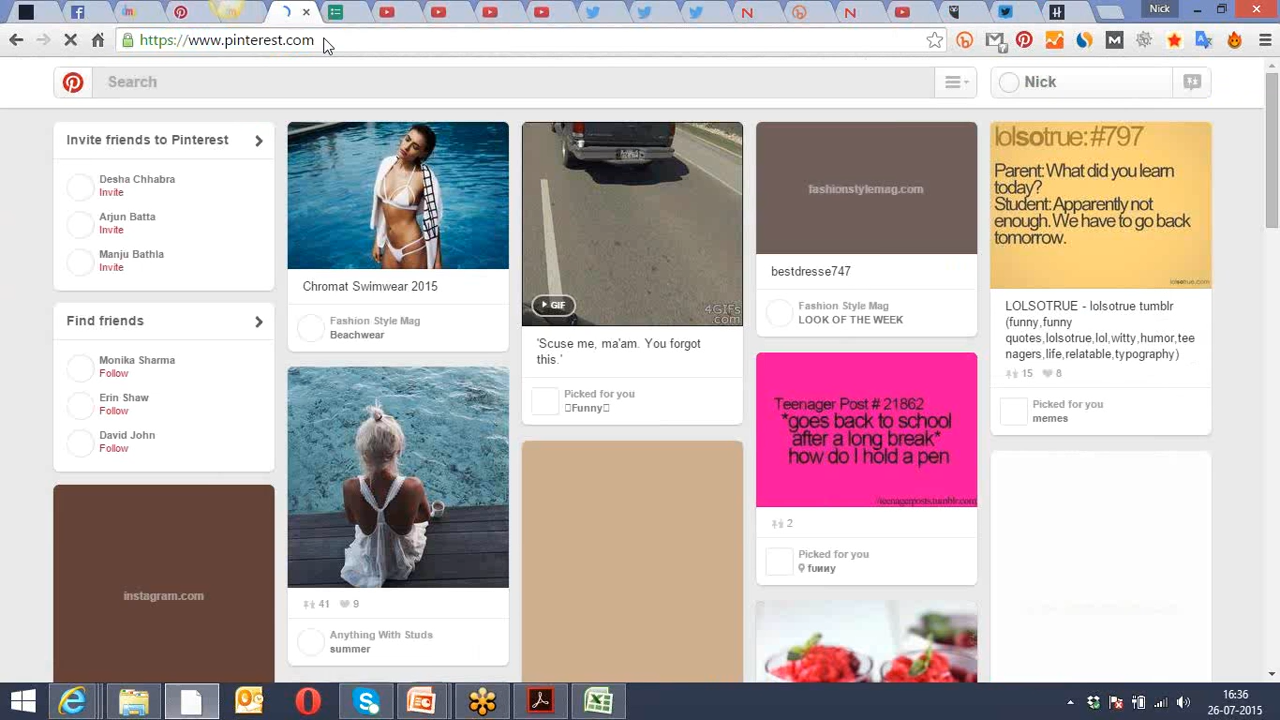 Nick
https://www.pinterest.com
Search
Nick
Invite friends to Pinterest
Desha Chhabra
Invite
Arjun Batta
Invite
Manju Bathla
Invite
Find friends
Monika Sharma
Follow
Erin Shaw
Follow
David John
Follow
instagram.com
Chromat Swimwear 2015
Fashion Style Mag
Beachwear
41 9
Anything With Studs
summer
GIF
4GIFs
.com
'Scuse me, ma'am. You forgot
this.'
Picked for you
Funny
fashionstylemag.com
bestdresse747
Fashion Style Mag
LOOK OF THE WEEK
Teenager Post # 21862
*goes back to school
after a long break*
how do I hold a pen
/teenagerposts.tumblr.com
2
Picked for you
fυииy
lolsotrue: #797
Parent: What did you learn
today?
Student: Apparently not
enough. We have to go back
tomorrow.
lolsotrue.com
LOLSOTRUE - lolsotrue tumblr
(funny,funny
quotes,lolsotrue,lol,witty,humor,tee
nagers,life,relatable,typography)
15 8
Picked for you
memes
16:36
26-07-2015